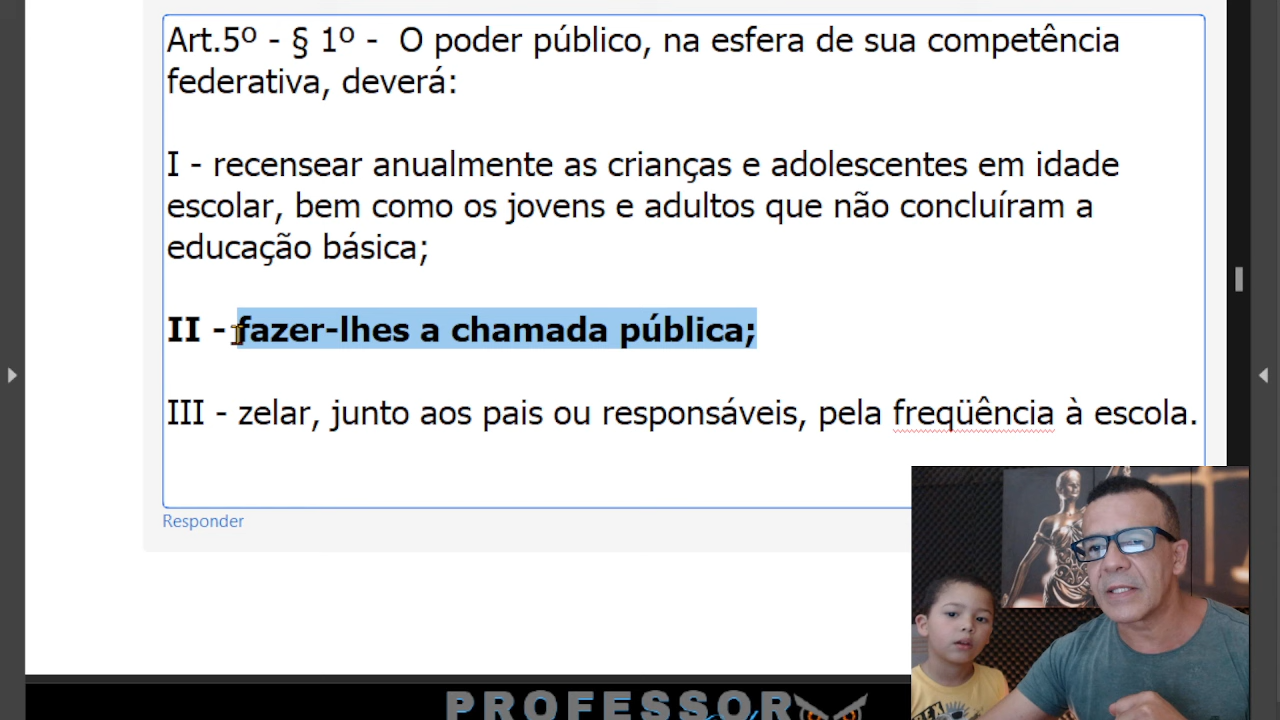 Art.5º - § 1º - O poder público, na esfera de sua competência
federativa, deverá:
I - recensear anualmente as crianças e adolescentes em idade
escolar, bem como os jovens e adultos que não concluíram a
educação básica;
II - fazer-lhes a chamada pública;
III - zelar, junto aos pais ou responsáveis, pela freqüência à escola.
Responder
PROFESSOR